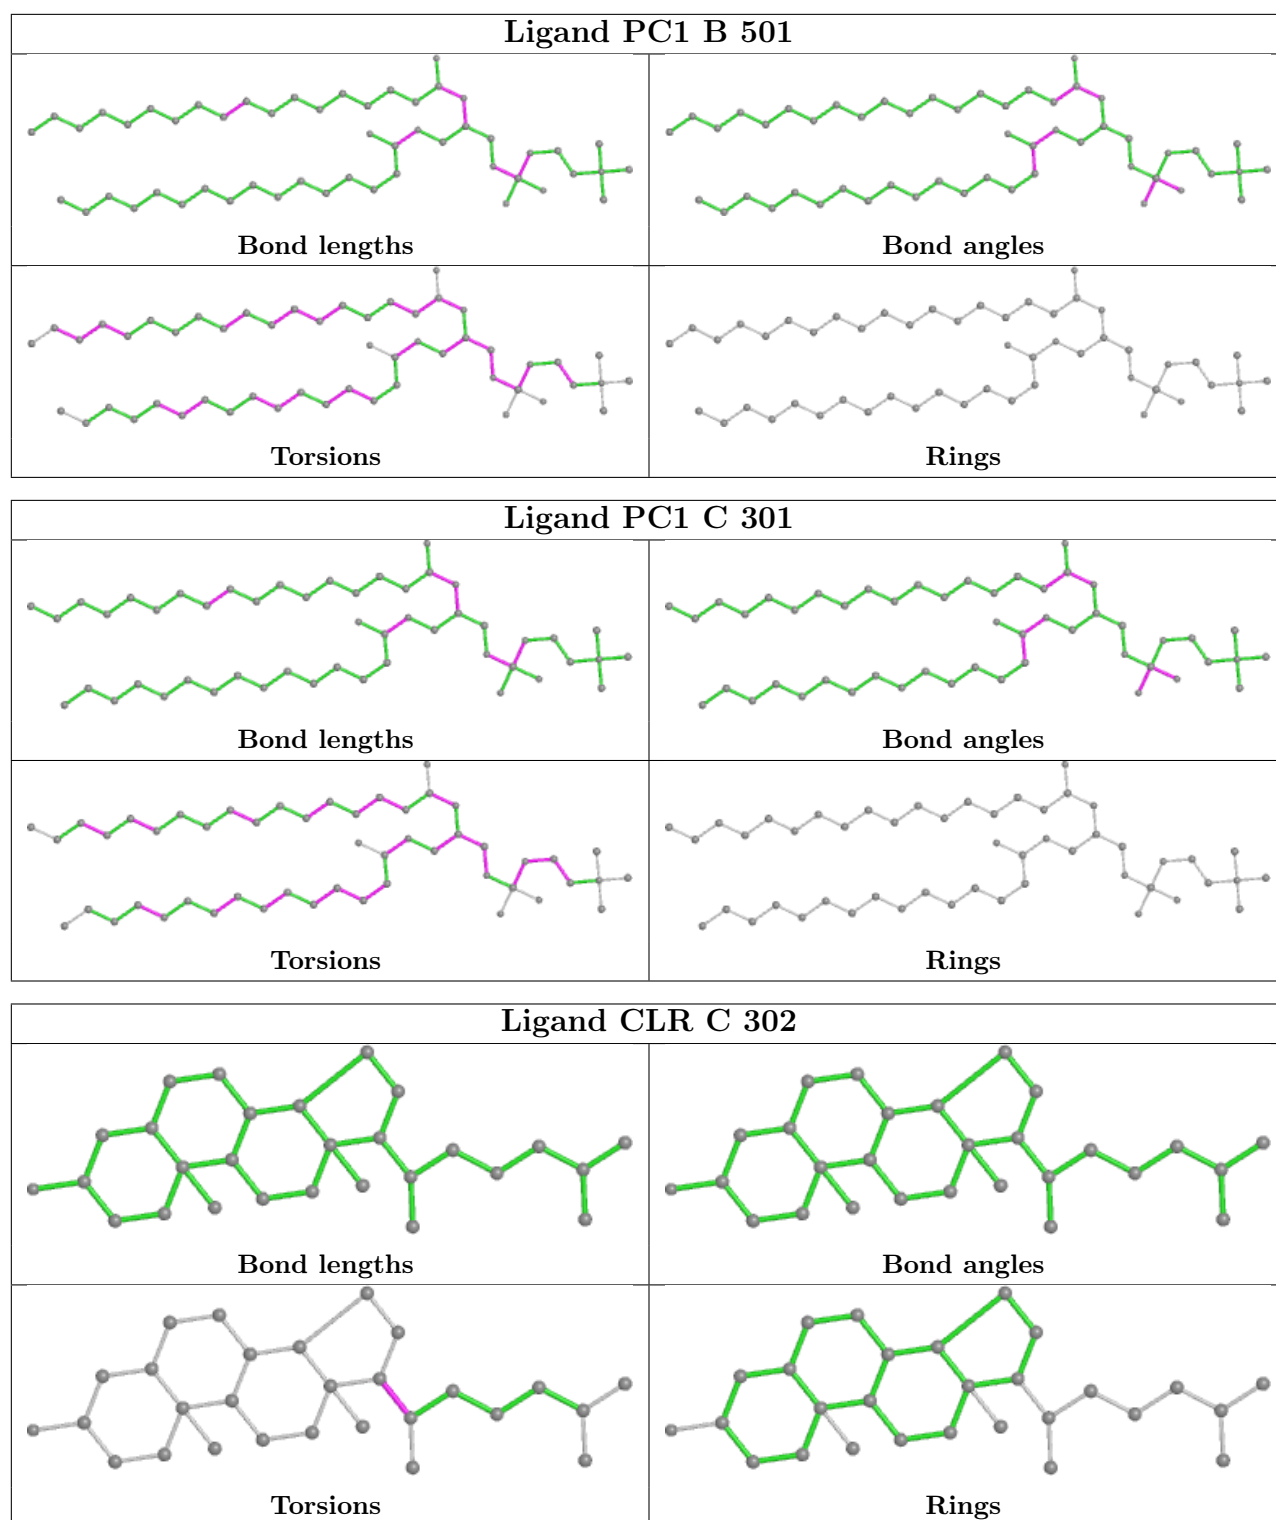 Ligand PC1 B 501
Bond lengths
Bond angles
Torsions
Rings
Ligand PC1 C 301
Bond lengths
Bond angles
Torsions
Rings
Ligand CLR C 302
Bond lengths
Bond angles
Torsions
Rings